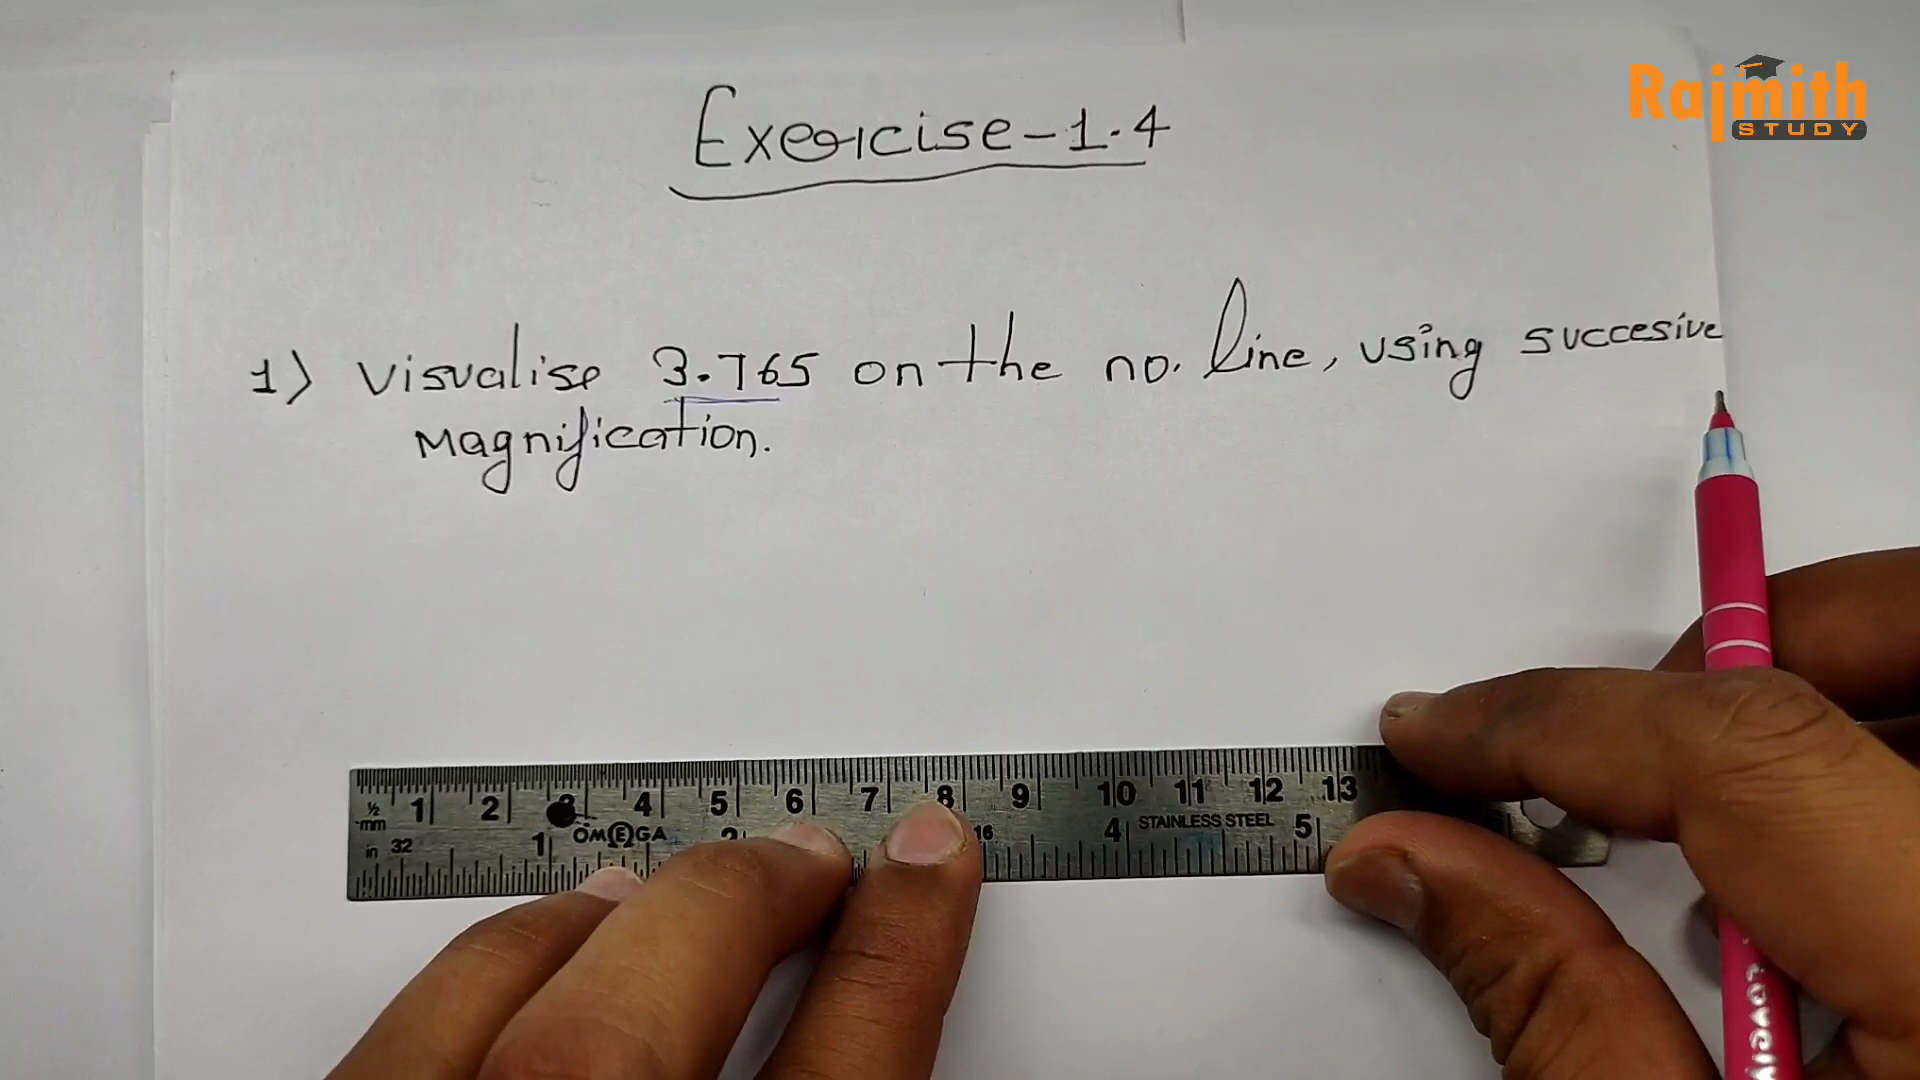 Rajmith
STUDY
Exercise-1.4
1) Visualise 3.765 on the no. line, using succesive
Magnification.
1 2 3 4 5 6 7 8 9 10 11 12 13
½
mm
OMEGA
STAINLESS STEEL
in 32 1 2 16 4 5